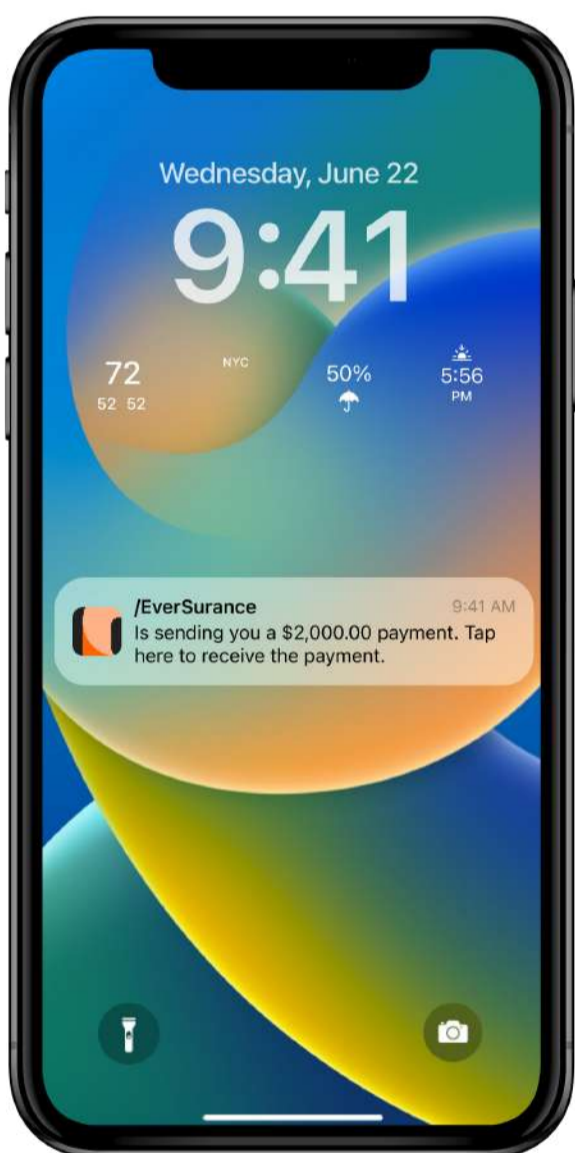 Wednesday, June 22
9:41
72
52 52
NYC
50%
5:56
PM
/EverSurance
9:41 AM
Is sending you a $2,000.00 payment. Tap
here to receive the payment.